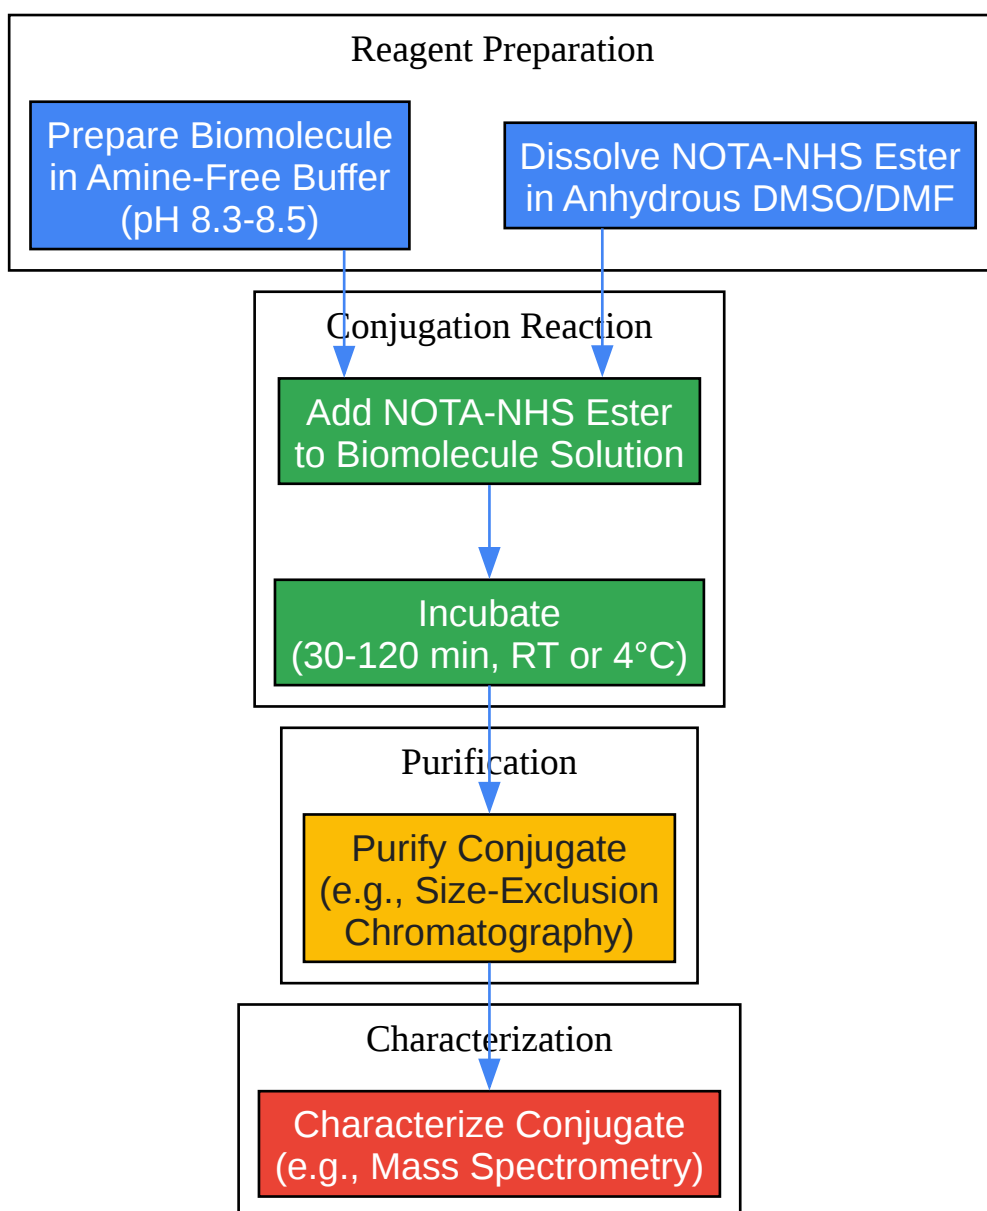 Reagent Preparation
Prepare Biomolecule
in Amine-Free Buffer
(pH 8.3-8.5)
Dissolve NOTA-NHS Ester
in Anhydrous DMSO/DMF
Conjugation Reaction
Add NOTA-NHS Ester
to Biomolecule Solution
Incubate
(30-120 min, RT or 4°C)
Purification
Purify Conjugate
(e.g., Size-Exclusion
Chromatography)
Characterization
Characterize Conjugate
(e.g., Mass Spectrometry)